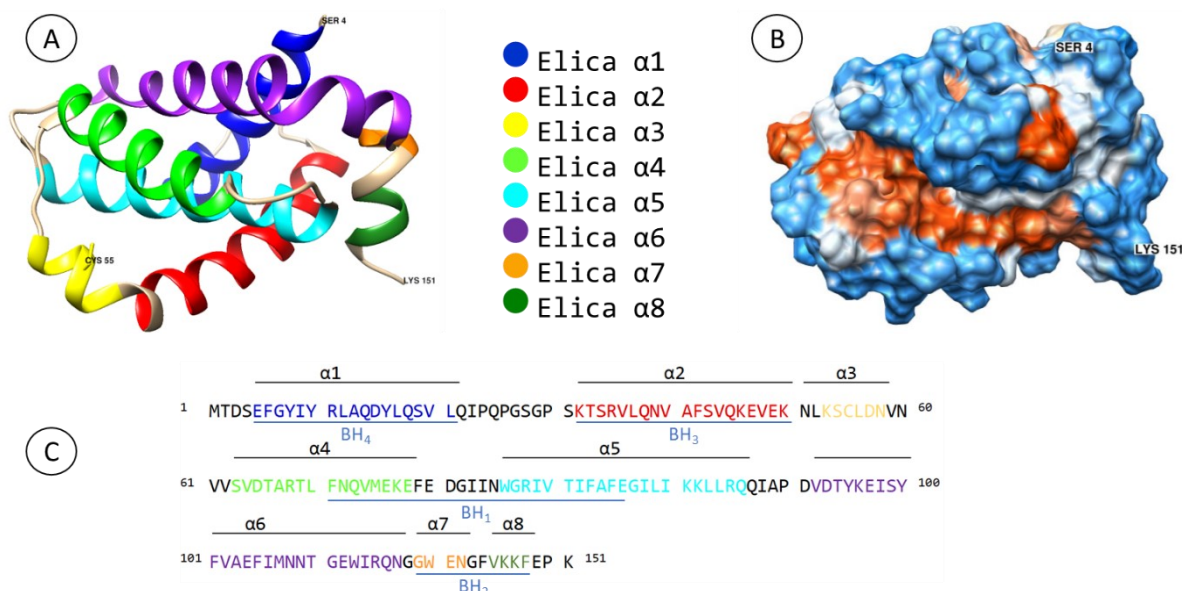 A
SER 4
CYS 55
LYS 151
Elica α1
Elica α2
Elica α3
Elica α4
Elica α5
Elica α6
Elica α7
Elica α8
B
SER 4
LYS 151
C
α1 α2 α3
1 MTDSEFGYIY RLAQDYLQSV LQIPQPGSGP SKTSRVLQNV AFSVQKEVEK NLKSCLDNVN 60
BH4 BH3
α4 α5
61 VVSVDTARTL FNQVMEKEFE DGIINWGRIV TIFAFEGILI KKLLRQQIAP DVDTYKEISY 100
BH1
α6 α7 α8
101 FVAEFIMNNT GEWIRQNGGW ENGFVKKFEP K 151
BH2